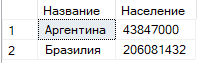 Название Население
1 Аргентина 43847000
2 Бразилия 206081432